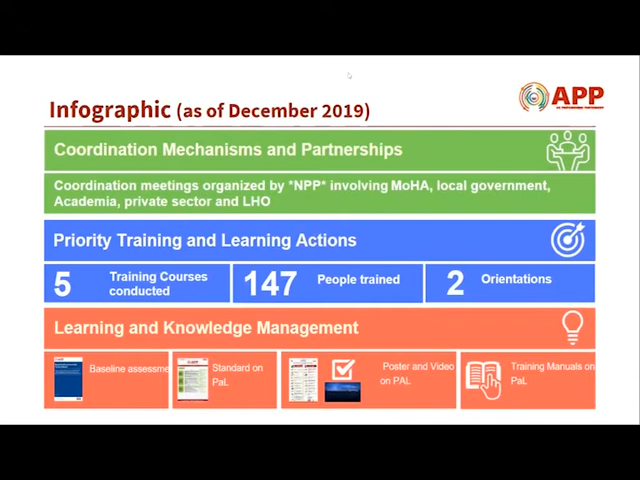 APP
Infographic (as of December 2019)
Coordination Mechanisms and Partnerships
Coordination meetings organized by *NPP* involving MoHA, local government,
Academia, private sector and LHO
Priority Training and Learning Actions
5 Training Courses
conducted
147 People trained
2 Orientations
Learning and Knowledge Management
Baseline assessme
Standard on
PaL
Poster and Video
on PAL
Training Manuals on
PaL